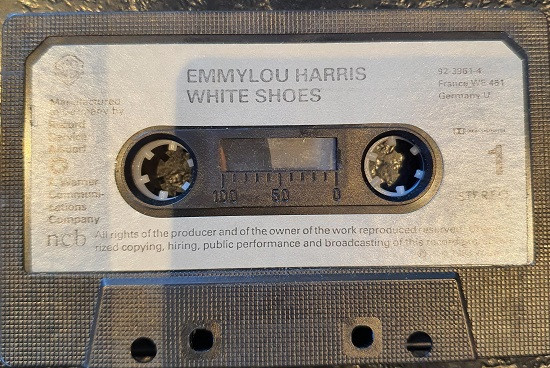 EMMYLOU HARRIS
WHITE SHOES
92-3961-4
France WE 451
Germany U
Manufactured
by
Warner
Communi-
cations
Company
ncb
1
100 50 0
All rights of the producer and of the owner of the work reproduced reserved.
rized copying, hiring, public performance and broadcasting of this